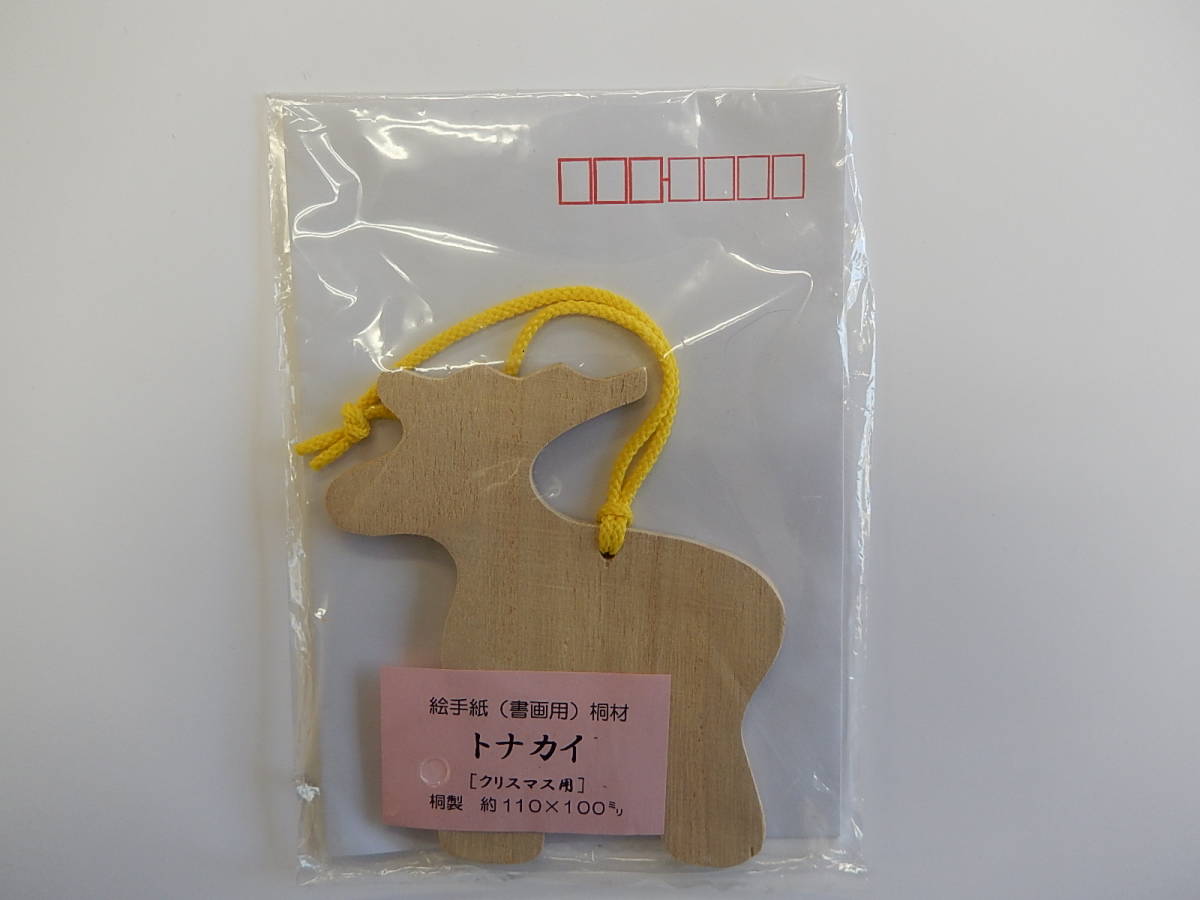 絵手紙（書画用）桐材
トナカイ
［クリスマス用］
桐製　約110×100㍉